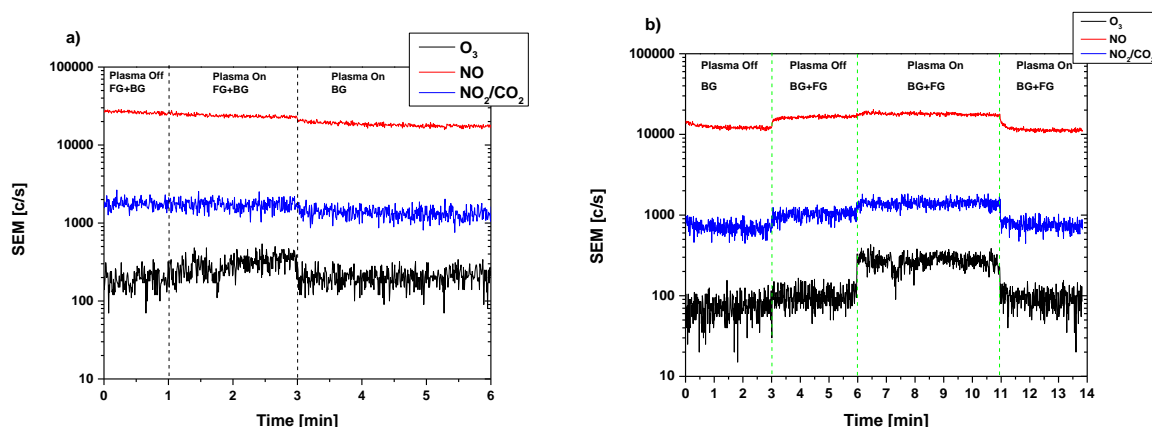 a)
O3
NO
NO2/CO2
Plasma Off
FG+BG
Plasma On
FG+BG
Plasma On
BG
100000
10000
1000
100
10
SEM [c/s]
0 1 2 3 4 5 6
Time [min]
b)
O3
NO
NO2/CO2
Plasma Off
BG
Plasma Off
BG+FG
Plasma On
BG+FG
Plasma On
BG+FG
100000
10000
1000
100
10
SEM [c/s]
0 1 2 3 4 5 6 7 8 9 10 11 12 13 14
Time [min]